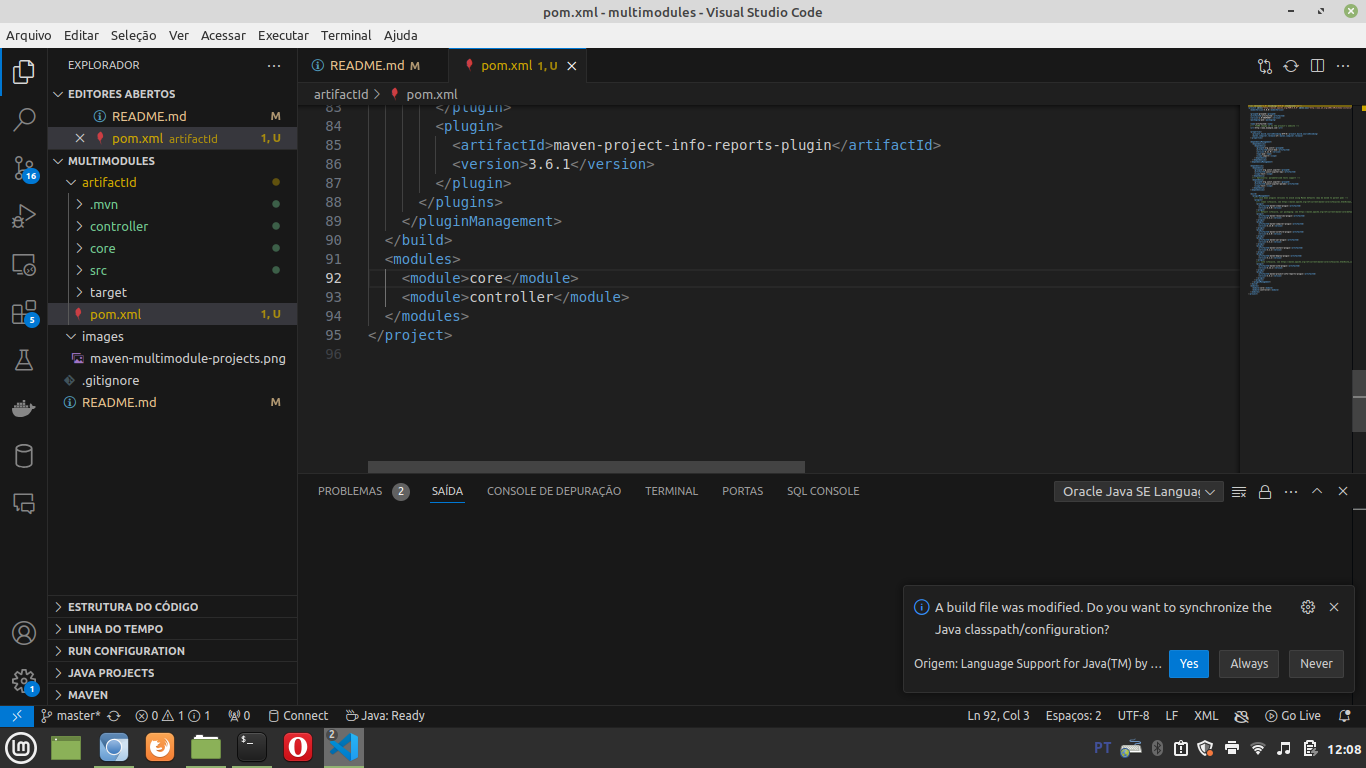 pom.xml - multimodules - Visual Studio Code
Arquivo Editar Seleção Ver Acessar Executar Terminal Ajuda
EXPLORADOR
README.md M
pom.xml 1, U
EDITORES ABERTOS
README.md M
pom.xml artifactId 1, U
MULTIMODULES
artifactId
.mvn
controller
core
src
target
pom.xml 1, U
images
maven-multimodule-projects.png
.gitignore
README.md M
ESTRUTURA DO CÓDIGO
LINHA DO TEMPO
RUN CONFIGURATION
JAVA PROJECTS
MAVEN
16
5
1
artifactId > pom.xml
83 </plugin>
84 <plugin>
85 <artifactId>maven-project-info-reports-plugin</artifactId>
86 <version>3.6.1</version>
87 </plugin>
88 </plugins>
89 </pluginManagement>
90 </build>
91 <modules>
92 <module>core</module>
93 <module>controller</module>
94 </modules>
95 </project>
96
PROBLEMAS 2 SAÍDA CONSOLE DE DEPURAÇÃO TERMINAL PORTAS SQL CONSOLE
Oracle Java SE Languag
A build file was modified. Do you want to synchronize the
Java classpath/configuration?
Origem: Language Support for Java(TM) by ...
Yes Always Never
master* 0 1 1 0 Connect Java: Ready
Ln 92, Col 3 Espaços: 2 UTF-8 LF XML Go Live
2
PT 12:08